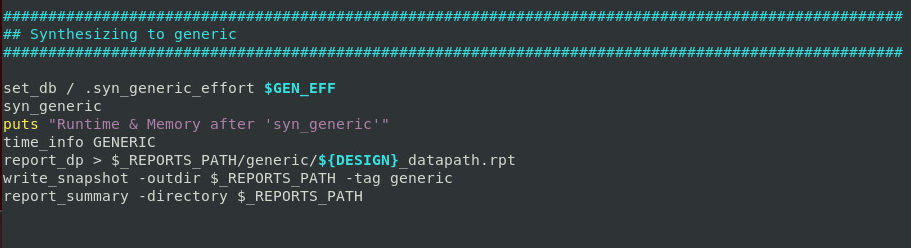 ####################################################################################################
## Synthesizing to generic
####################################################################################################
set_db / .syn_generic_effort $GEN_EFF
syn_generic
puts "Runtime & Memory after 'syn_generic'"
time_info GENERIC
report_dp > $_REPORTS_PATH/generic/${DESIGN}_datapath.rpt
write_snapshot -outdir $_REPORTS_PATH -tag generic
report_summary -directory $_REPORTS_PATH